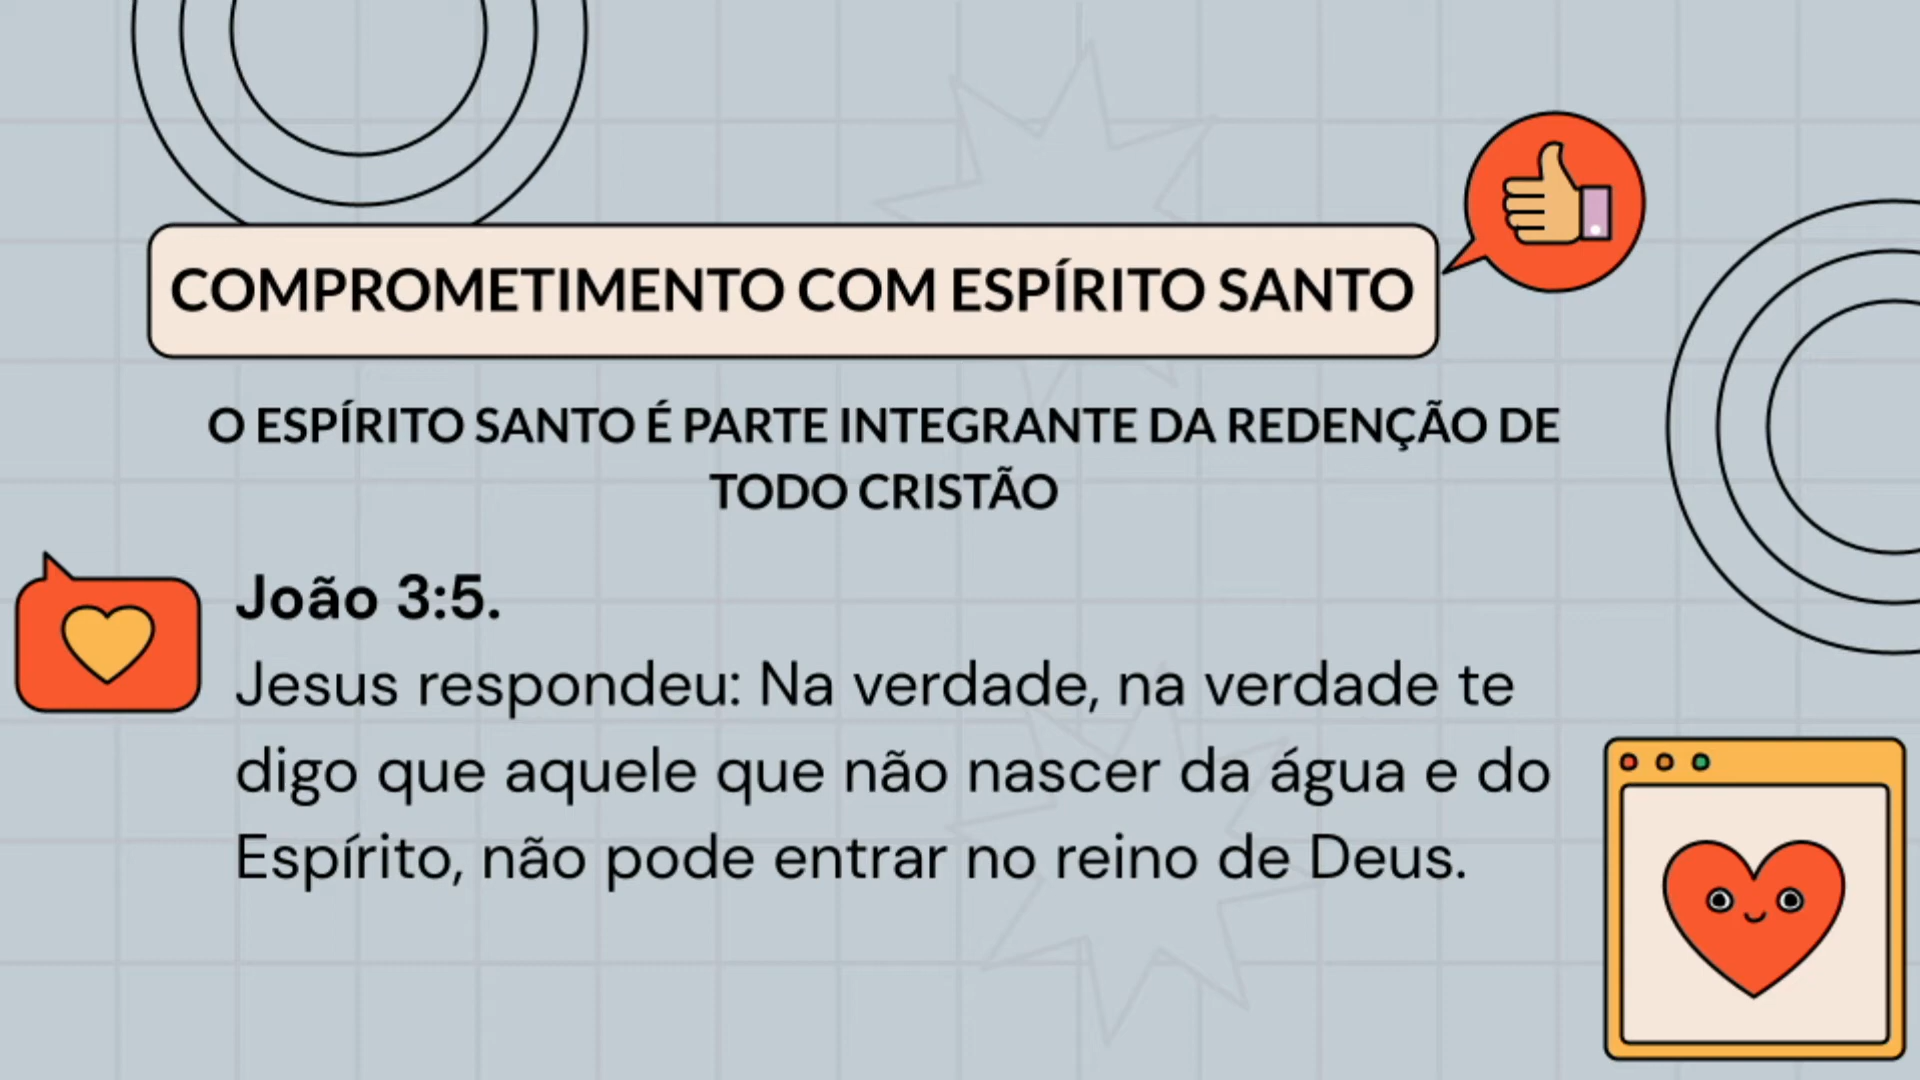 COMPROMETIMENTO COM ESPÍRITO SANTO
O ESPÍRITO SANTO É PARTE INTEGRANTE DA REDENÇÃO DE
TODO CRISTÃO
João 3:5.
Jesus respondeu: Na verdade, na verdade te
digo que aquele que não nascer da água e do
Espírito, não pode entrar no reino de Deus.